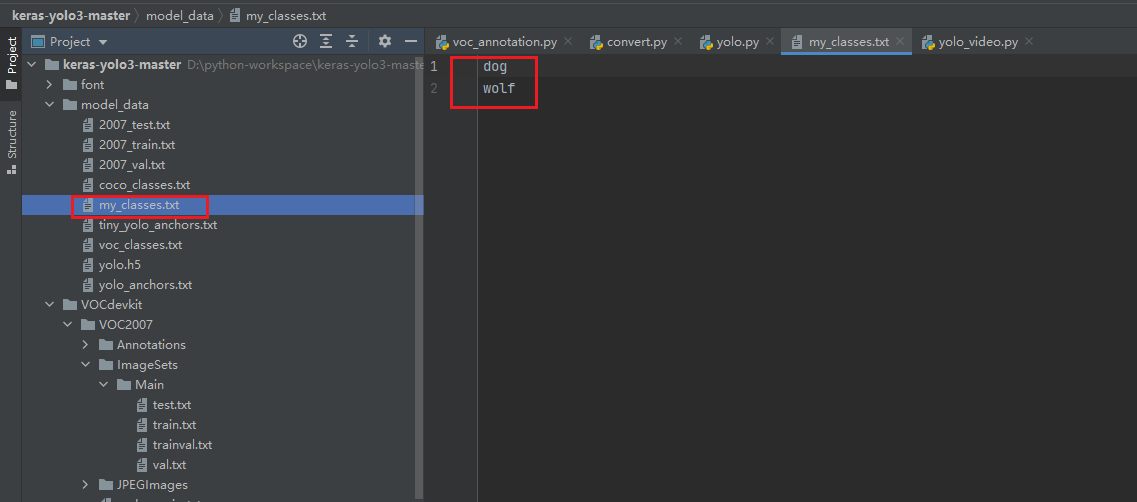 keras-yolo3-master model_data my_classes.txt
Project
Structure
Project
voc_annotation.py
convert.py
yolo.py
my_classes.txt
yolo_video.py
keras-yolo3-master D:\python-workspace\keras-yolo3-maste
font
model_data
2007_test.txt
2007_train.txt
2007_val.txt
coco_classes.txt
my_classes.txt
tiny_yolo_anchors.txt
voc_classes.txt
yolo.h5
yolo_anchors.txt
VOCdevkit
VOC2007
Annotations
ImageSets
Main
test.txt
train.txt
trainval.txt
val.txt
JPEGImages
1 dog
2 wolf